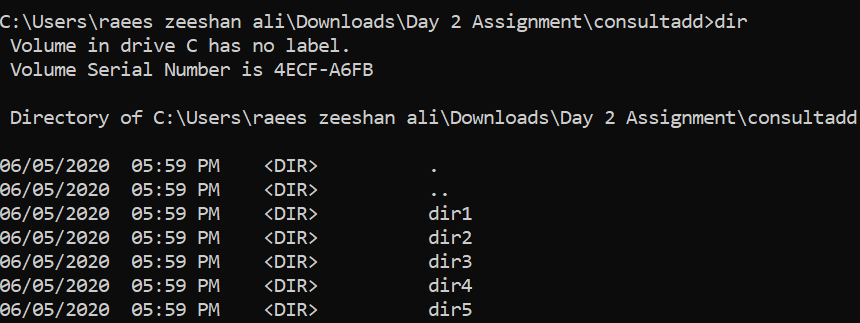 C:\Users\raees zeeshan ali\Downloads\Day 2 Assignment\consultadd>dir
 Volume in drive C has no label.
 Volume Serial Number is 4ECF-A6FB

 Directory of C:\Users\raees zeeshan ali\Downloads\Day 2 Assignment\consultadd

06/05/2020  05:59 PM    <DIR>          .
06/05/2020  05:59 PM    <DIR>          ..
06/05/2020  05:59 PM    <DIR>          dir1
06/05/2020  05:59 PM    <DIR>          dir2
06/05/2020  05:59 PM    <DIR>          dir3
06/05/2020  05:59 PM    <DIR>          dir4
06/05/2020  05:59 PM    <DIR>          dir5